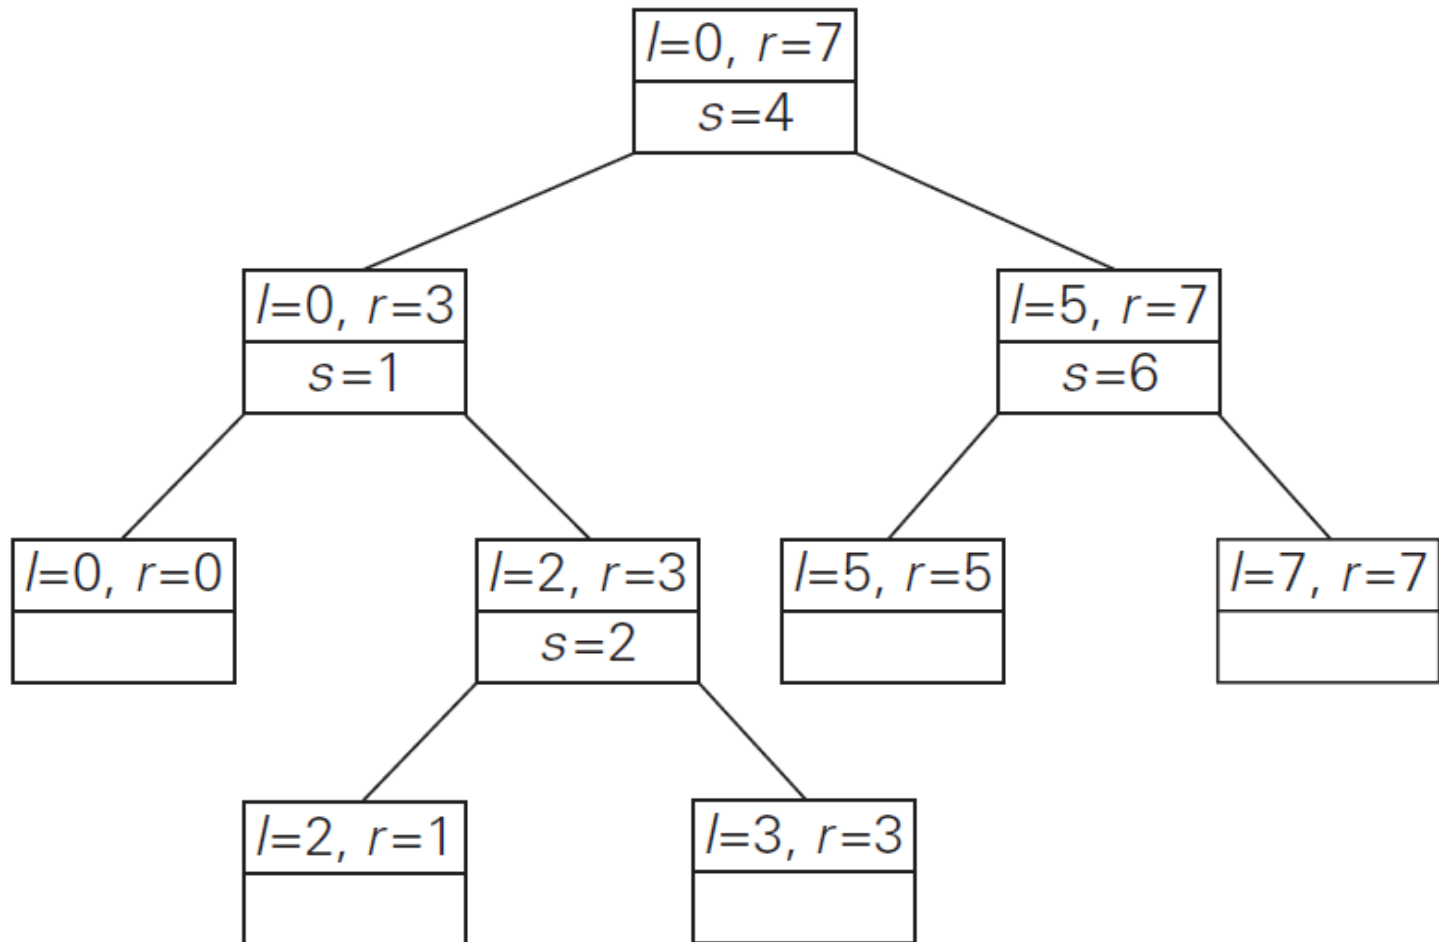 l=0, r=7
s=4
l=0, r=3
s=1
l=5, r=7
s=6
l=0, r=0
l=2, r=3
s=2
l=5, r=5
l=7, r=7
l=2, r=1
l=3, r=3